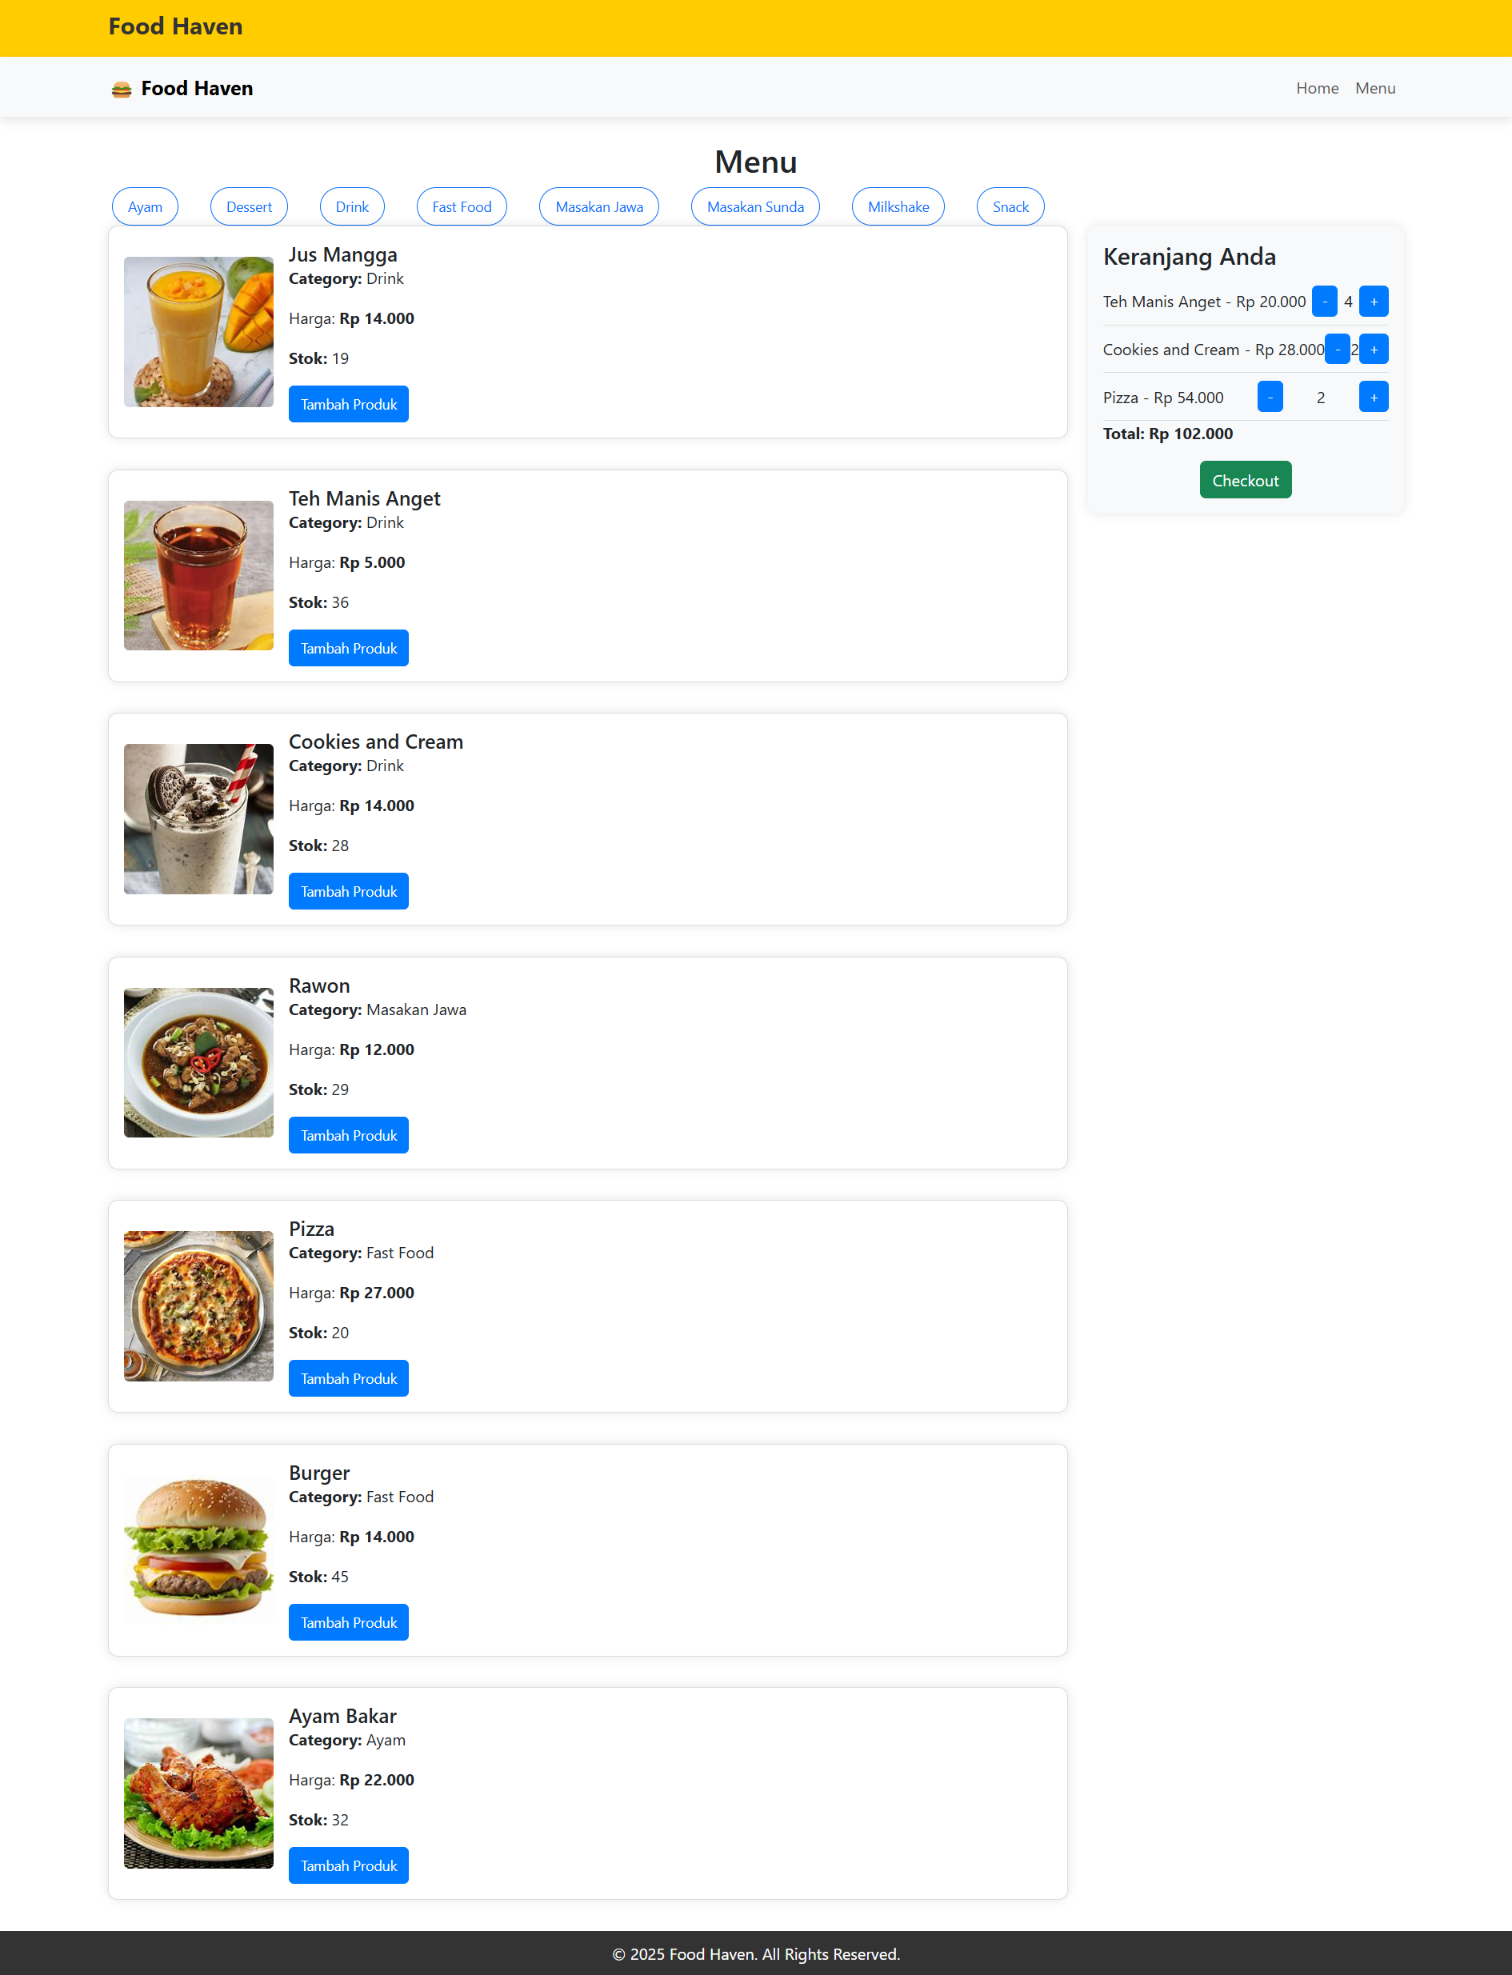 Food Haven
Food Haven
Home Menu
Menu
Ayam Dessert Drink Fast Food Masakan Jawa Masakan Sunda Milkshake Snack
Jus Mangga
Category: Drink
Harga: Rp 14.000
Stok: 19
Tambah Produk
Teh Manis Anget
Category: Drink
Harga: Rp 5.000
Stok: 36
Tambah Produk
Cookies and Cream
Category: Drink
Harga: Rp 14.000
Stok: 28
Tambah Produk
Rawon
Category: Masakan Jawa
Harga: Rp 12.000
Stok: 29
Tambah Produk
Pizza
Category: Fast Food
Harga: Rp 27.000
Stok: 20
Tambah Produk
Burger
Category: Fast Food
Harga: Rp 14.000
Stok: 45
Tambah Produk
Ayam Bakar
Category: Ayam
Harga: Rp 22.000
Stok: 32
Tambah Produk
Keranjang Anda
Teh Manis Anget - Rp 20.000 - 4 +
Cookies and Cream - Rp 28.000 - 2 +
Pizza - Rp 54.000 - 2 +
Total: Rp 102.000
Checkout
© 2025 Food Haven. All Rights Reserved.